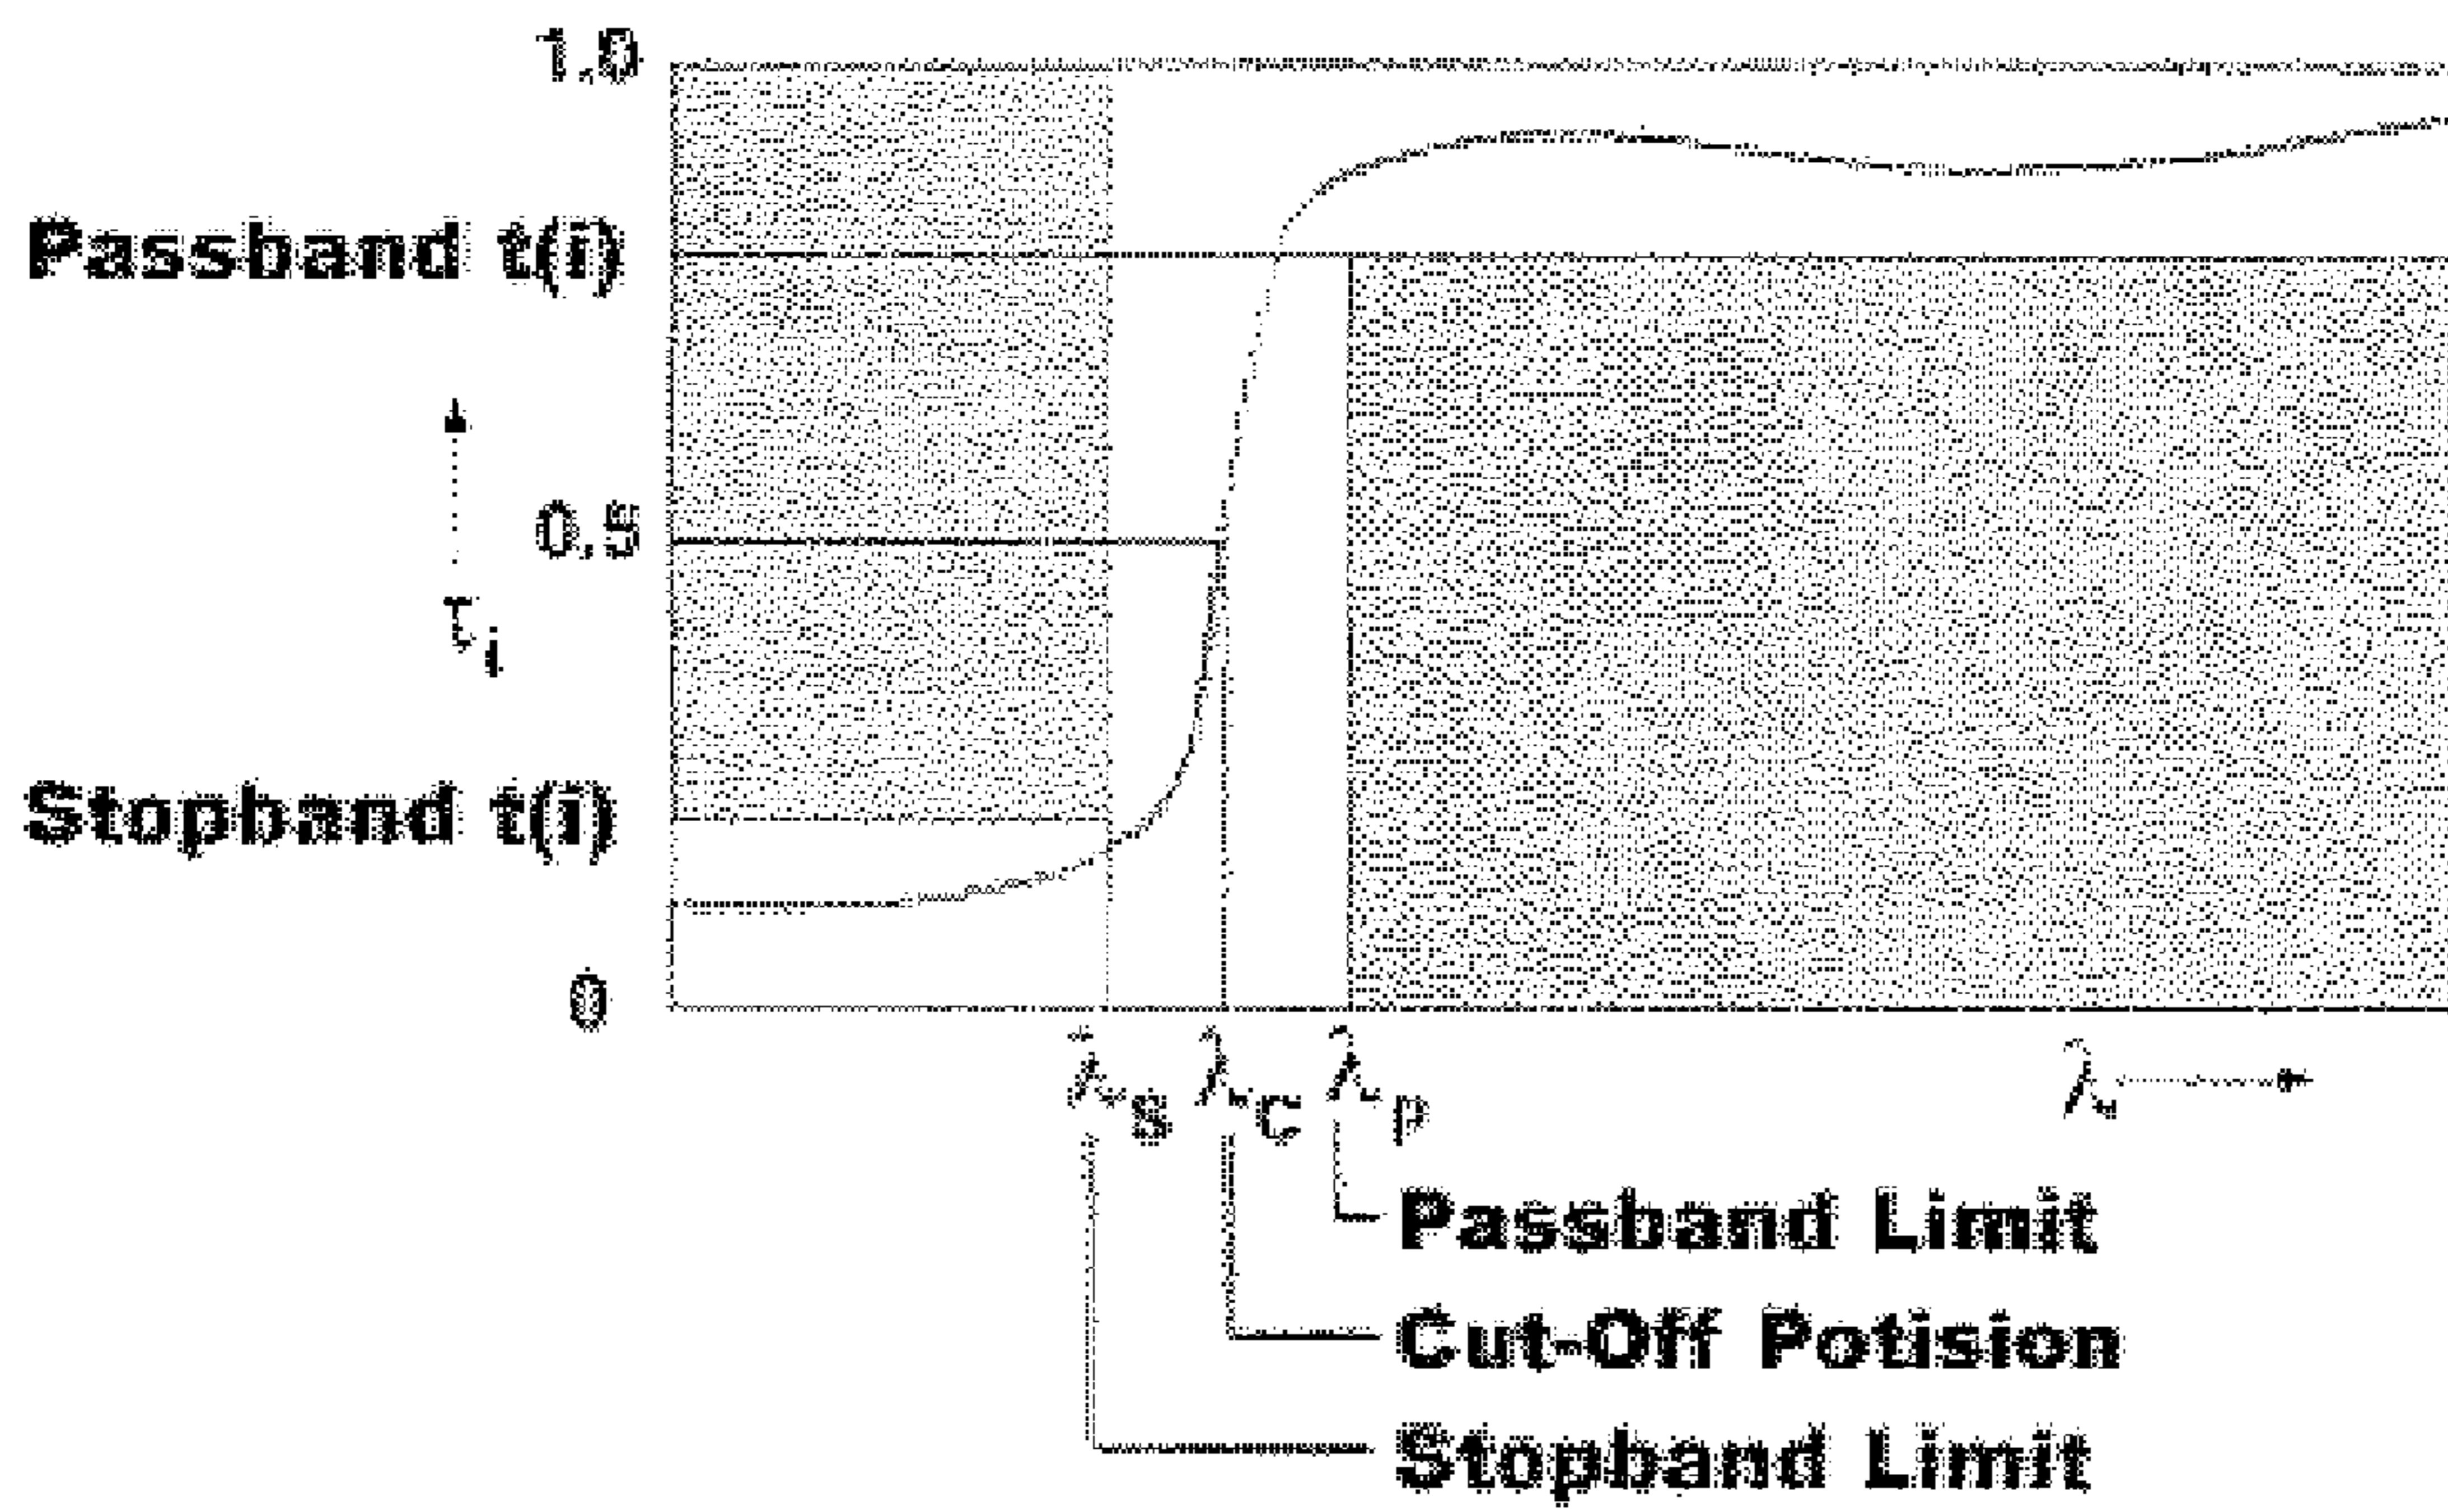 1.0
Passband t(i)
0.5
τi
Stopband t(i)
0
λS λC λP λ
Passband Limit
Cut-Off Potision
Stopband Limit